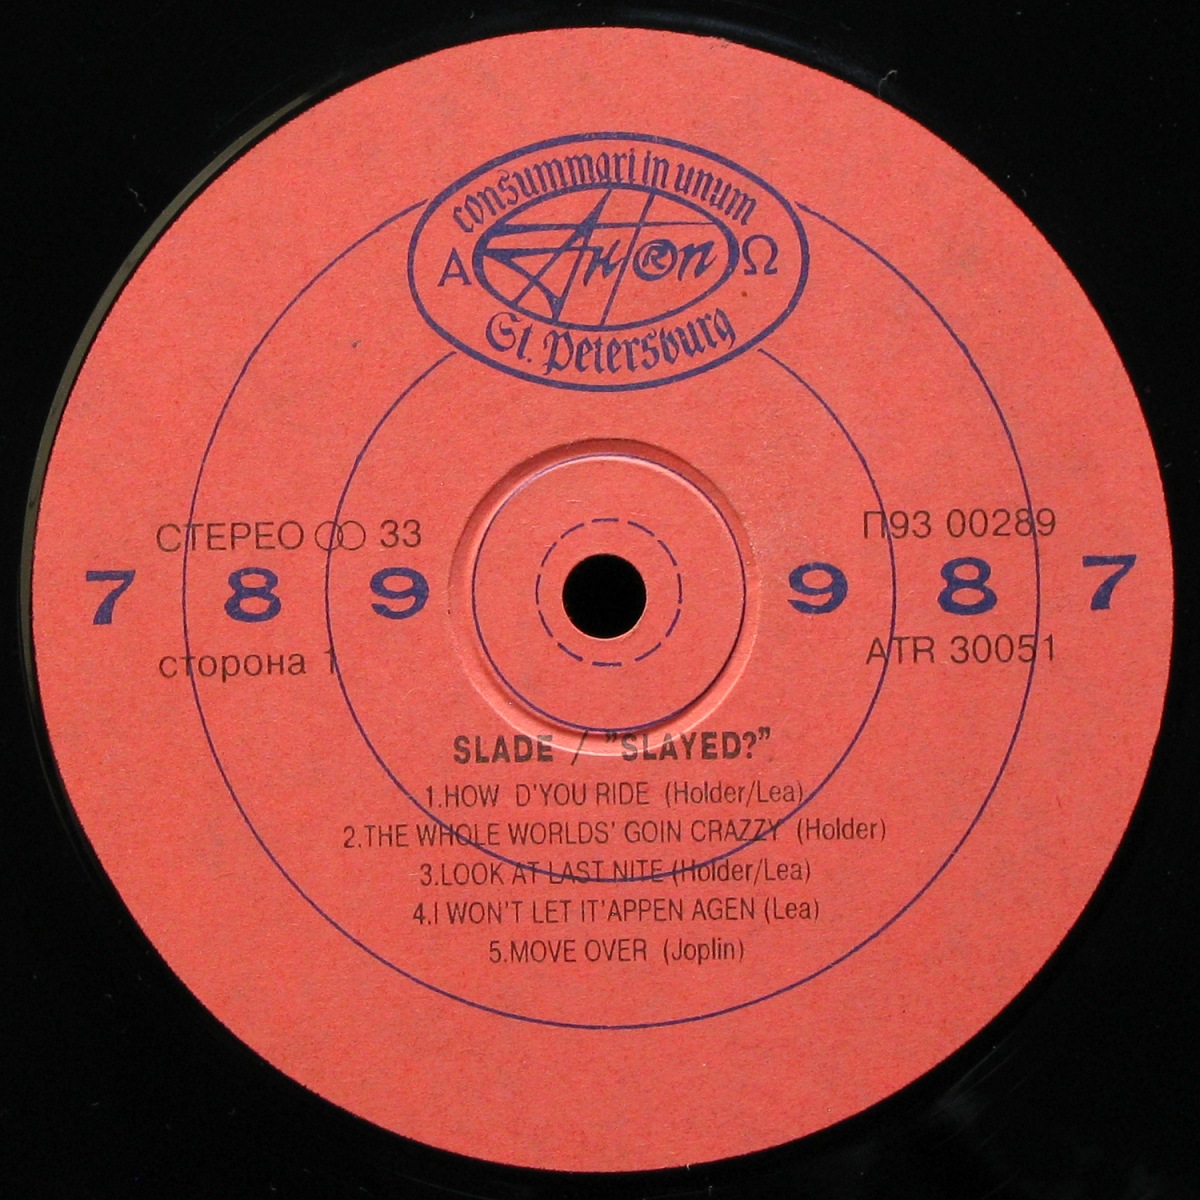 consummari in unum
Α Антоп Ω
St. Petersburg
СТЕРЕО 33
П93 00289
7 8 9 9 8 7
сторона 1
ATR 30051
SLADE / "SLAYED?"
1.HOW D'YOU RIDE (Holder/Lea)
2.THE WHOLE WORLDS' GOIN CRAZZY (Holder)
3.LOOK AT LAST NITE (Holder/Lea)
4.I WON'T LET IT'APPEN AGEN (Lea)
5.MOVE OVER (Joplin)